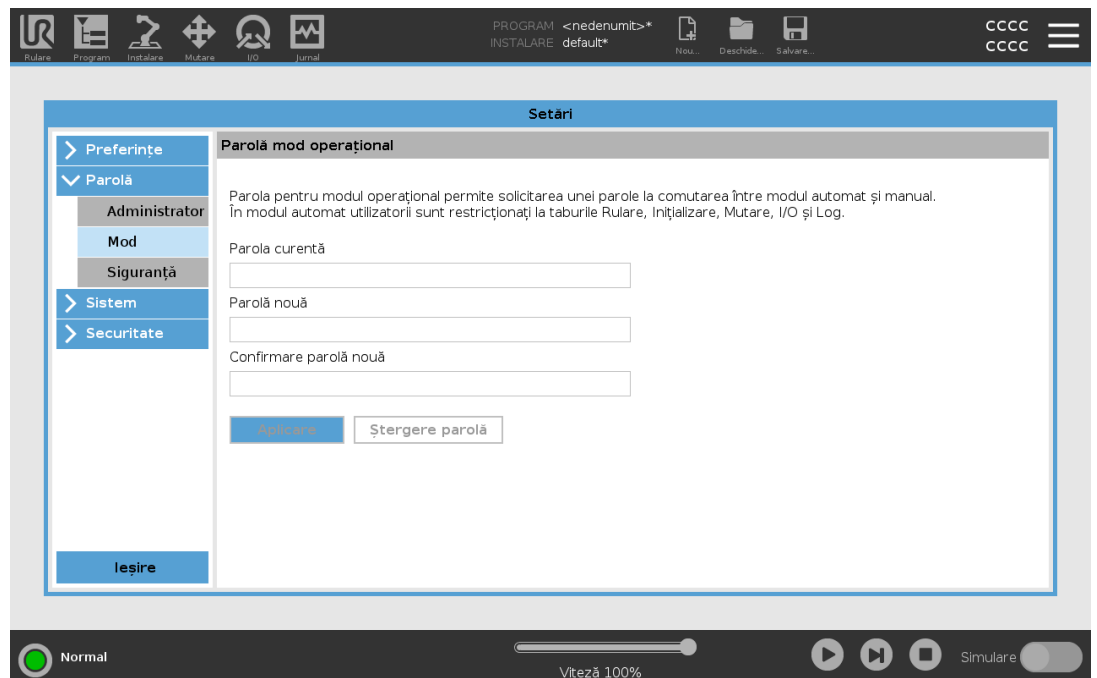 PROGRAM <nedenumit>*
INSTALARE default*
CCCC
CCCC
Rulare Program Instalare Mutare I/O Jurnal Nou... Deschide... Salvare...
Setări
Preferințe
Parolă
Administrator
Mod
Siguranță
Sistem
Securitate
Ieșire
Parolă mod operațional
Parola pentru modul operațional permite solicitarea unei parole la comutarea între modul automat și manual.
În modul automat utilizatorii sunt restricționați la taburile Rulare, Inițializare, Mutare, I/O și Log.
Parola curentă
Parolă nouă
Confirmare parolă nouă
Aplicare Ștergere parolă
Normal
Viteză 100%
Simulare